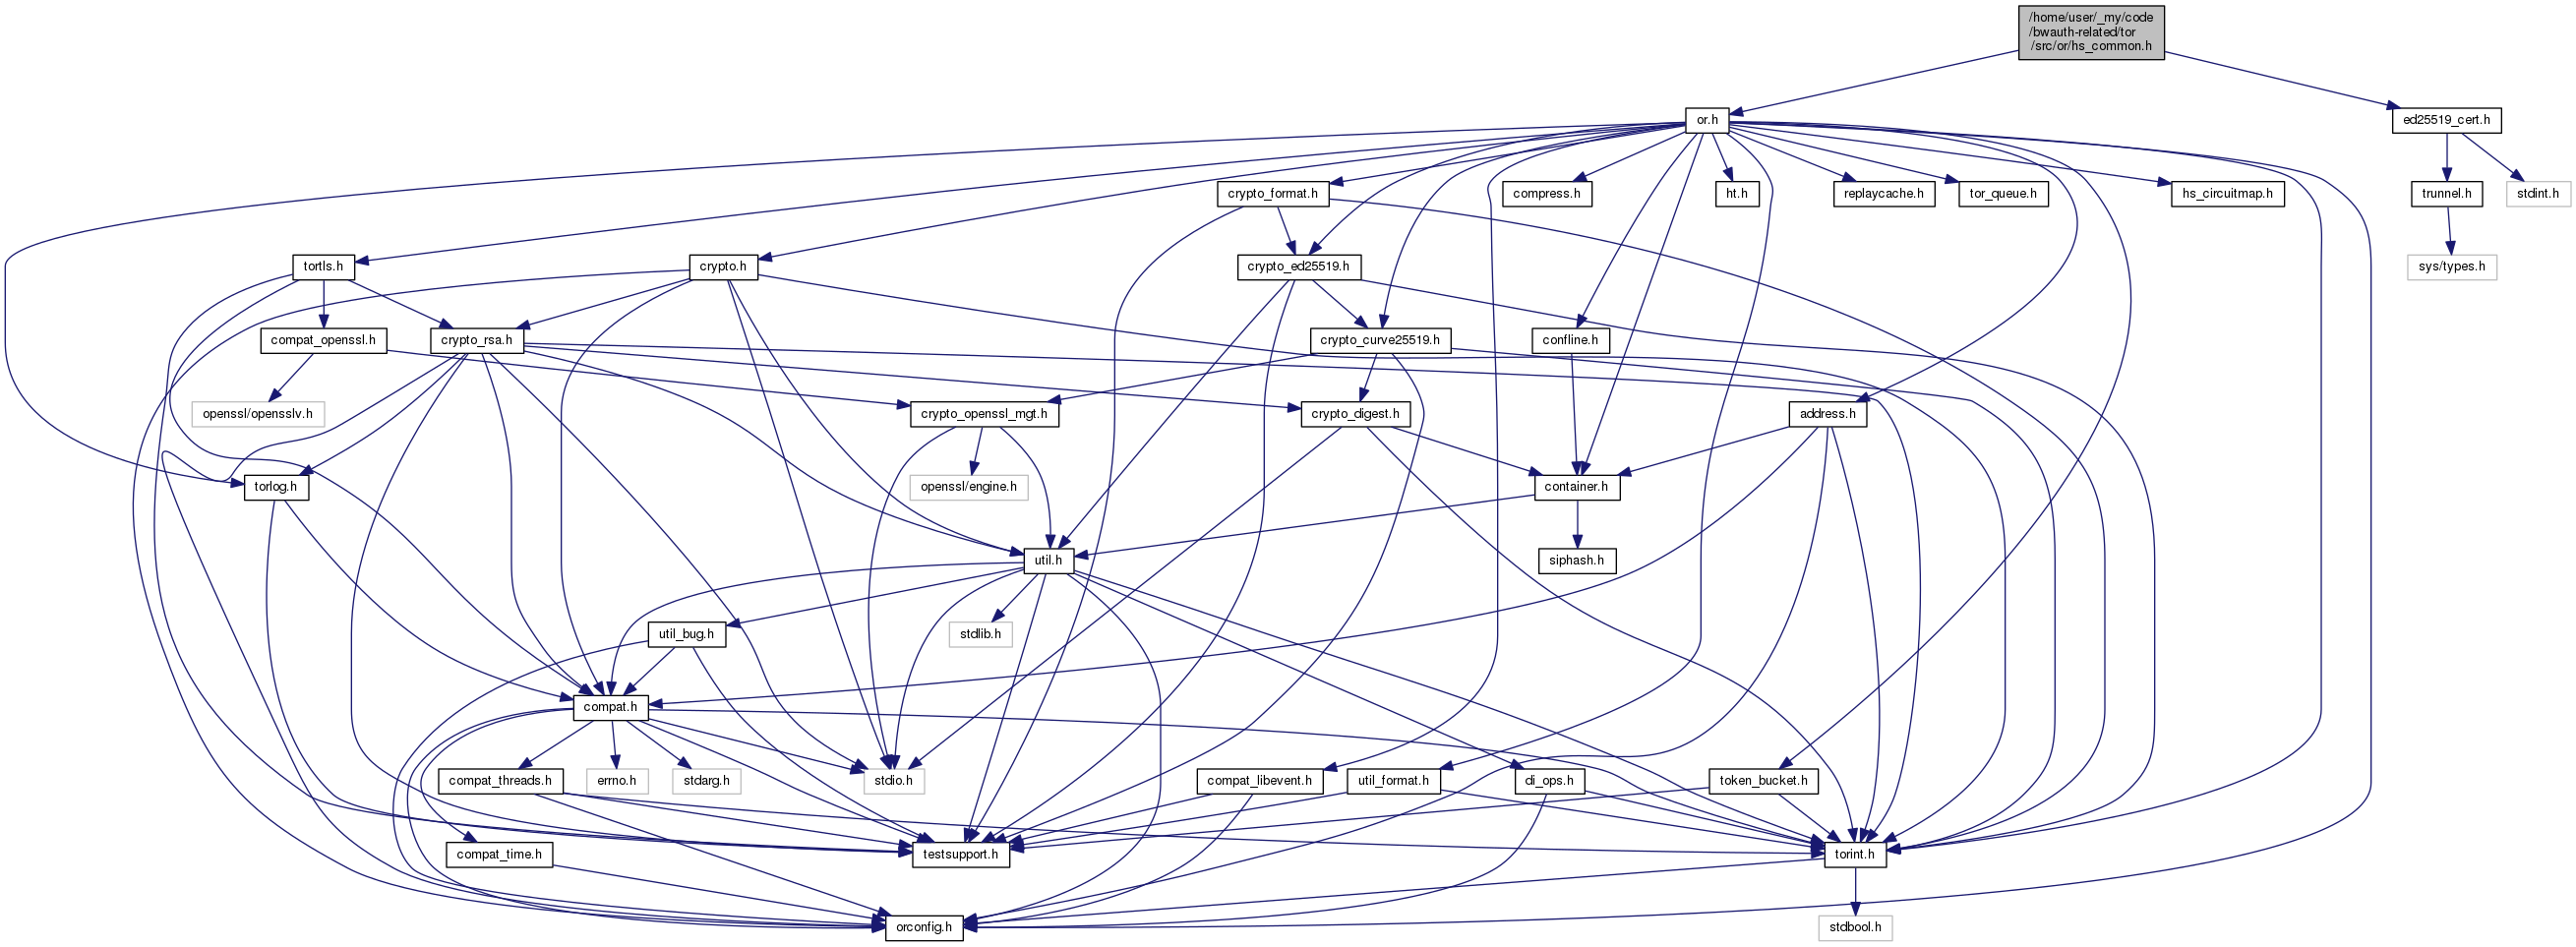 /home/user/_my/code
/bwauth-related/tor
/src/or/hs_common.h
or.h
ed25519_cert.h
crypto_format.h
compress.h
ht.h
replaycache.h
tor_queue.h
hs_circuitmap.h
trunnel.h
stdint.h
tortls.h
crypto.h
crypto_ed25519.h
sys/types.h
compat_openssl.h
crypto_rsa.h
crypto_curve25519.h
confline.h
openssl/opensslv.h
crypto_openssl_mgt.h
crypto_digest.h
address.h
torlog.h
openssl/engine.h
container.h
util.h
siphash.h
util_bug.h
stdlib.h
compat.h
compat_threads.h
errno.h
stdarg.h
stdio.h
compat_libevent.h
util_format.h
di_ops.h
token_bucket.h
compat_time.h
testsupport.h
torint.h
orconfig.h
stdbool.h